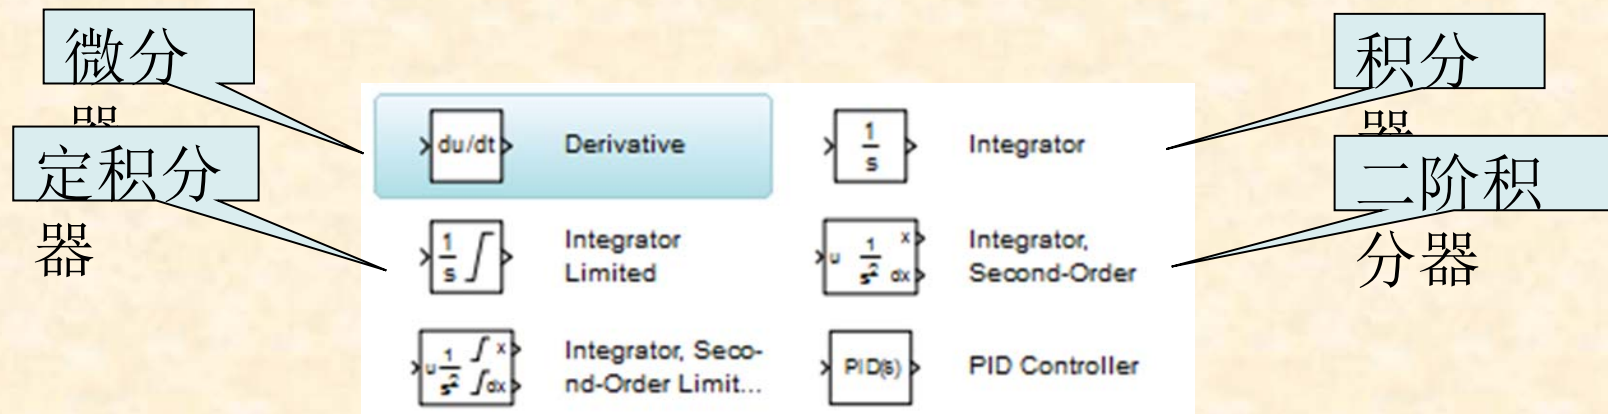 微分
器
定积分
器
积分
器
二阶积
分器
du/dt
Derivative
1
s
Integrator
1
s
Integrator
Limited
u
1
s²
x
dx
Integrator,
Second-Order
u
1
s²
x
dx
Integrator, Seco-
nd-Order Limit...
PID(s)
PID Controller